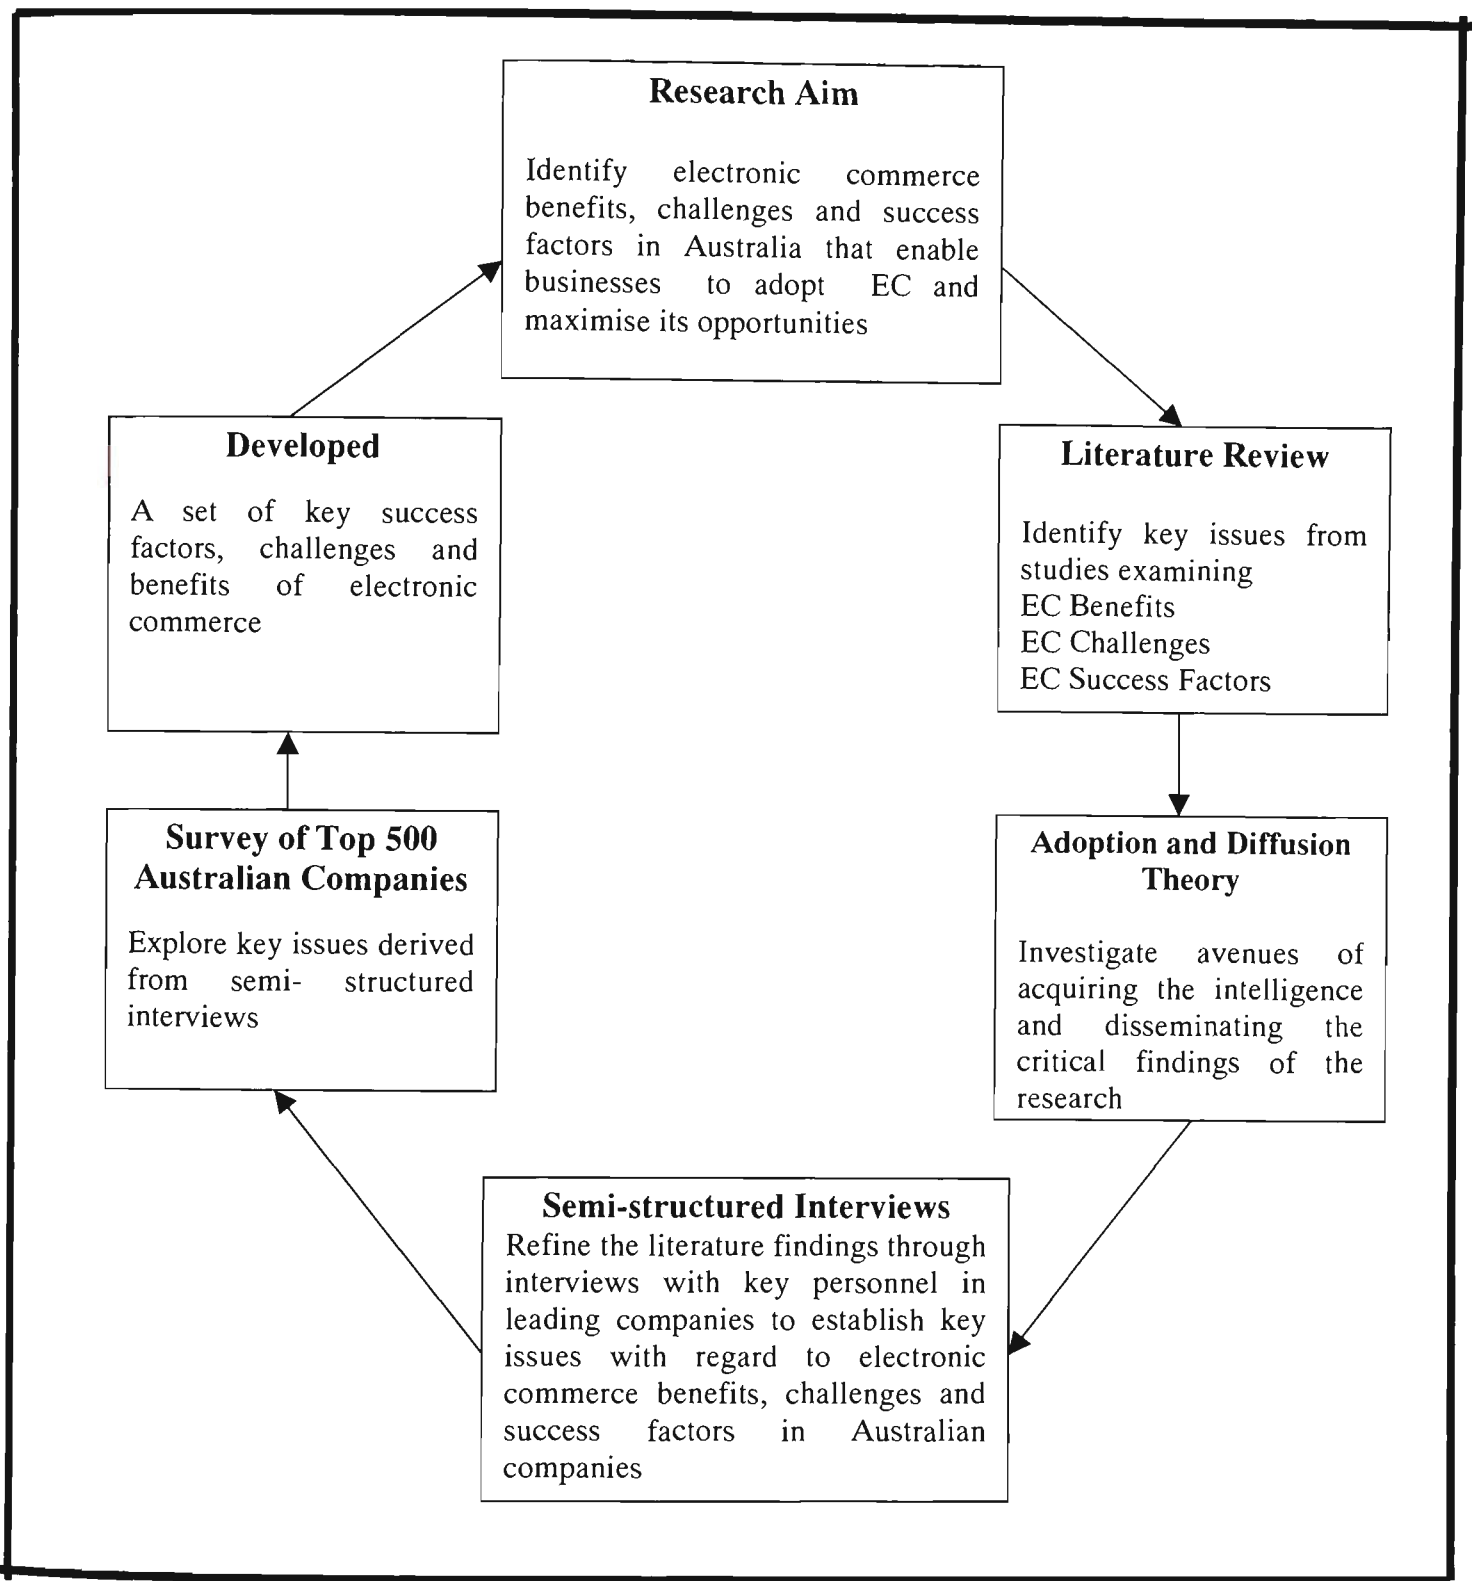 Research Aim
Identify electronic commerce
benefits, challenges and success
factors in Australia that enable
businesses to adopt EC and
maximise its opportunities
Literature Review
Identify key issues from
studies examining
EC Benefits
EC Challenges
EC Success Factors
Adoption and Diffusion
Theory
Investigate avenues of
acquiring the intelligence
and disseminating the
critical findings of the
research
Semi-structured Interviews
Refine the literature findings through
interviews with key personnel in
leading companies to establish key
issues with regard to electronic
commerce benefits, challenges and
success factors in Australian
companies
Survey of Top 500
Australian Companies
Explore key issues derived
from semi- structured
interviews
Developed
A set of key success
factors, challenges and
benefits of electronic
commerce